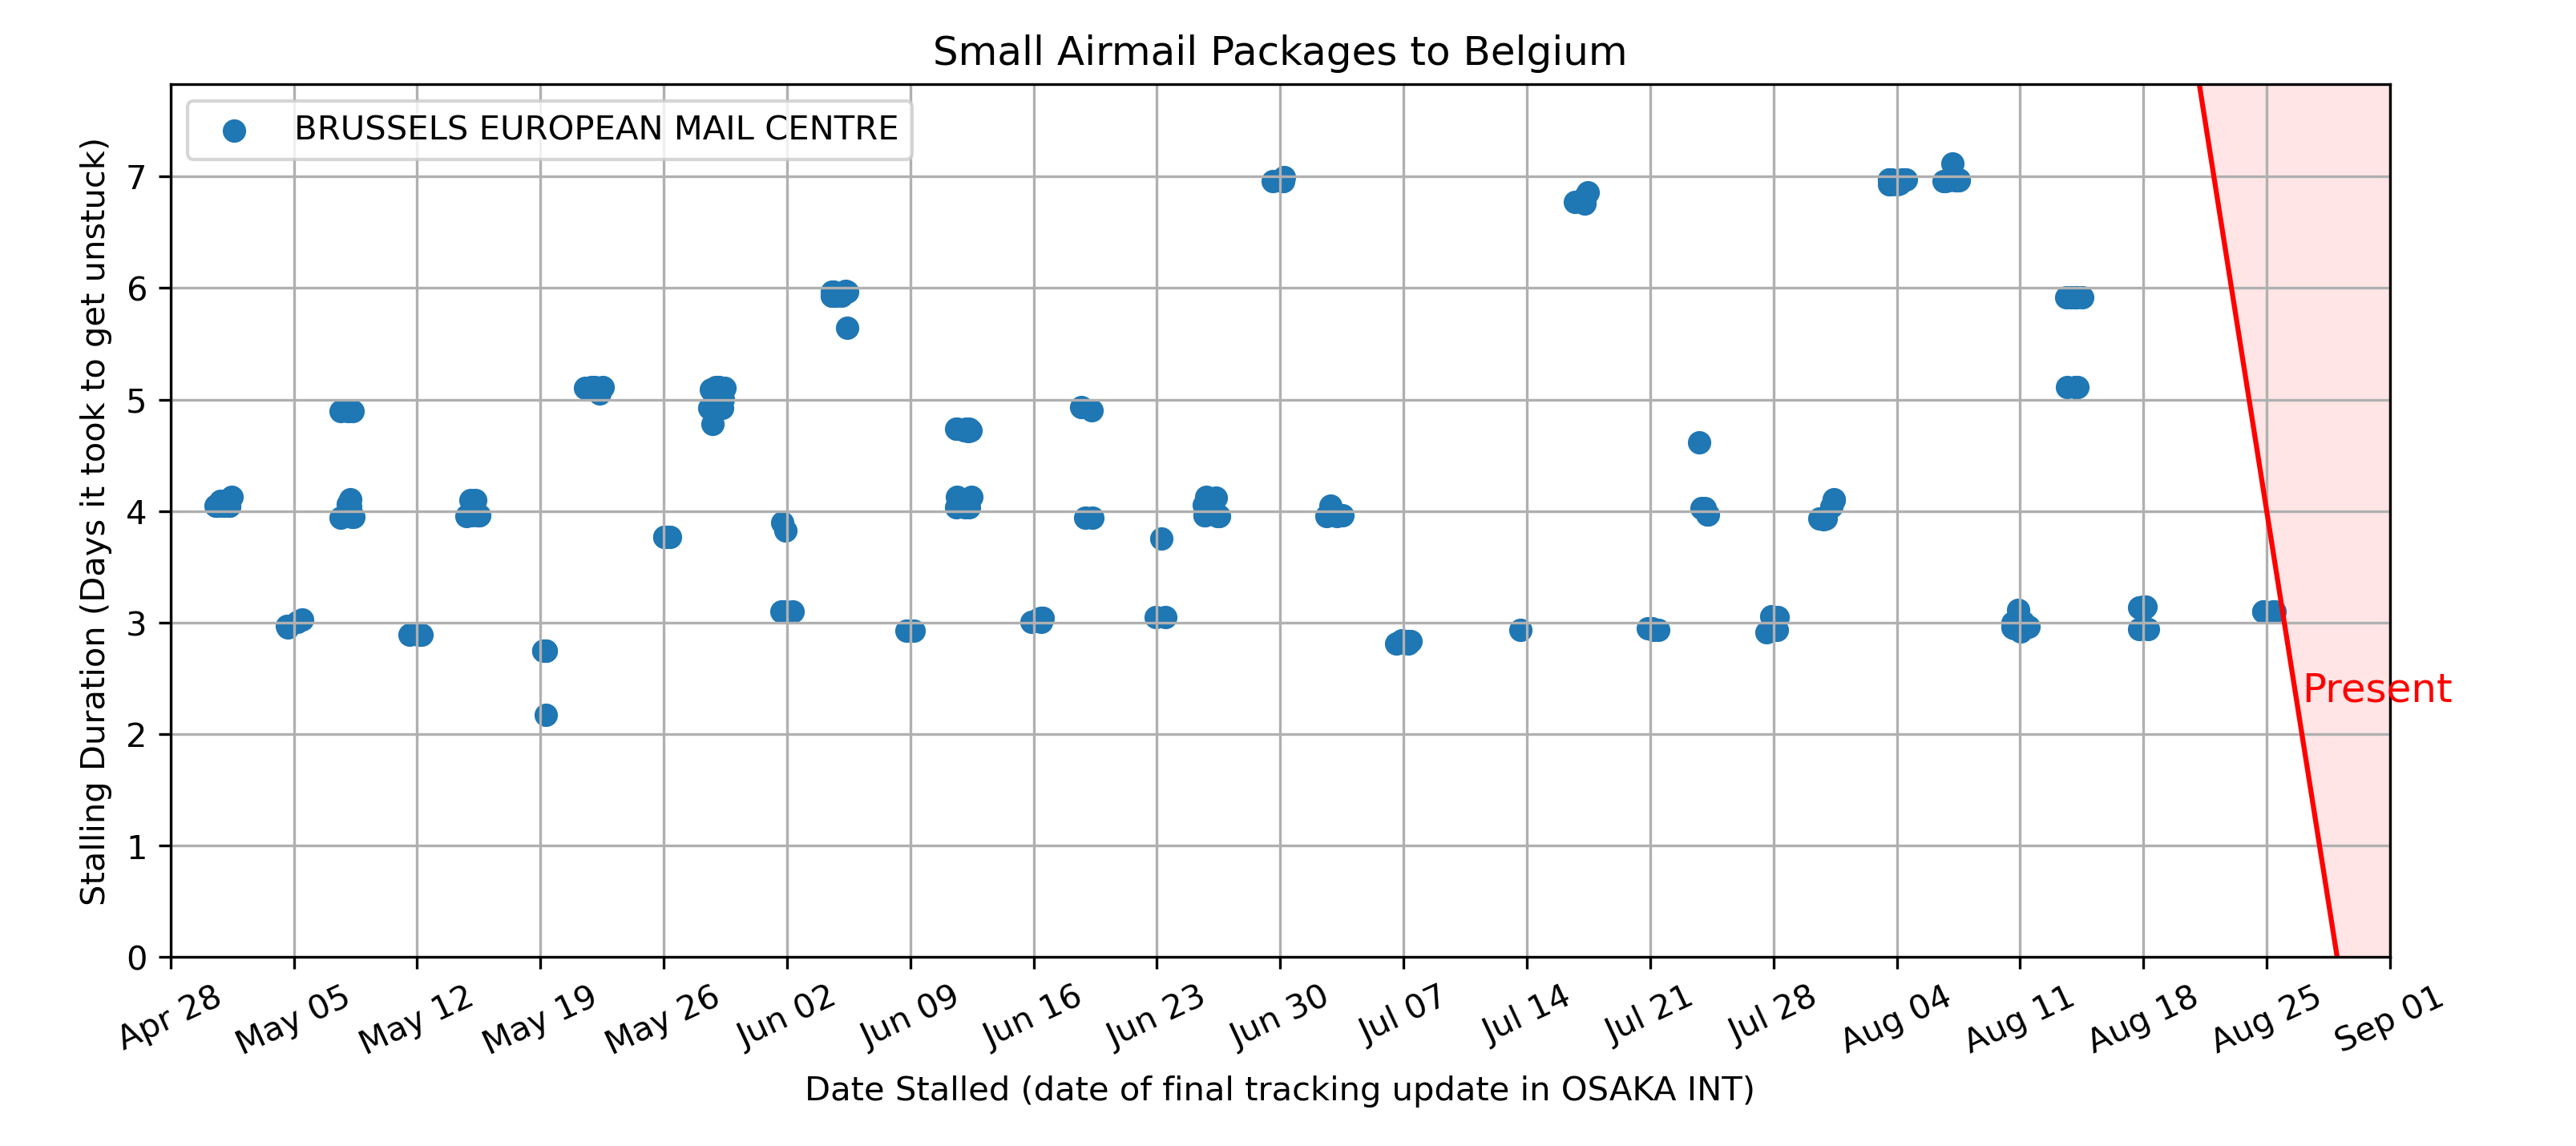 Small Airmail Packages to Belgium
BRUSSELS EUROPEAN MAIL CENTRE
Stalling Duration (Days it took to get unstuck)
7
6
5
4
3
2
1
0
Present
Apr 28
May 05
May 12
May 19
May 26
Jun 02
Jun 09
Jun 16
Jun 23
Jun 30
Jul 07
Jul 14
Jul 21
Jul 28
Aug 04
Aug 11
Aug 18
Aug 25
Sep 01
Date Stalled (date of final tracking update in OSAKA INT)